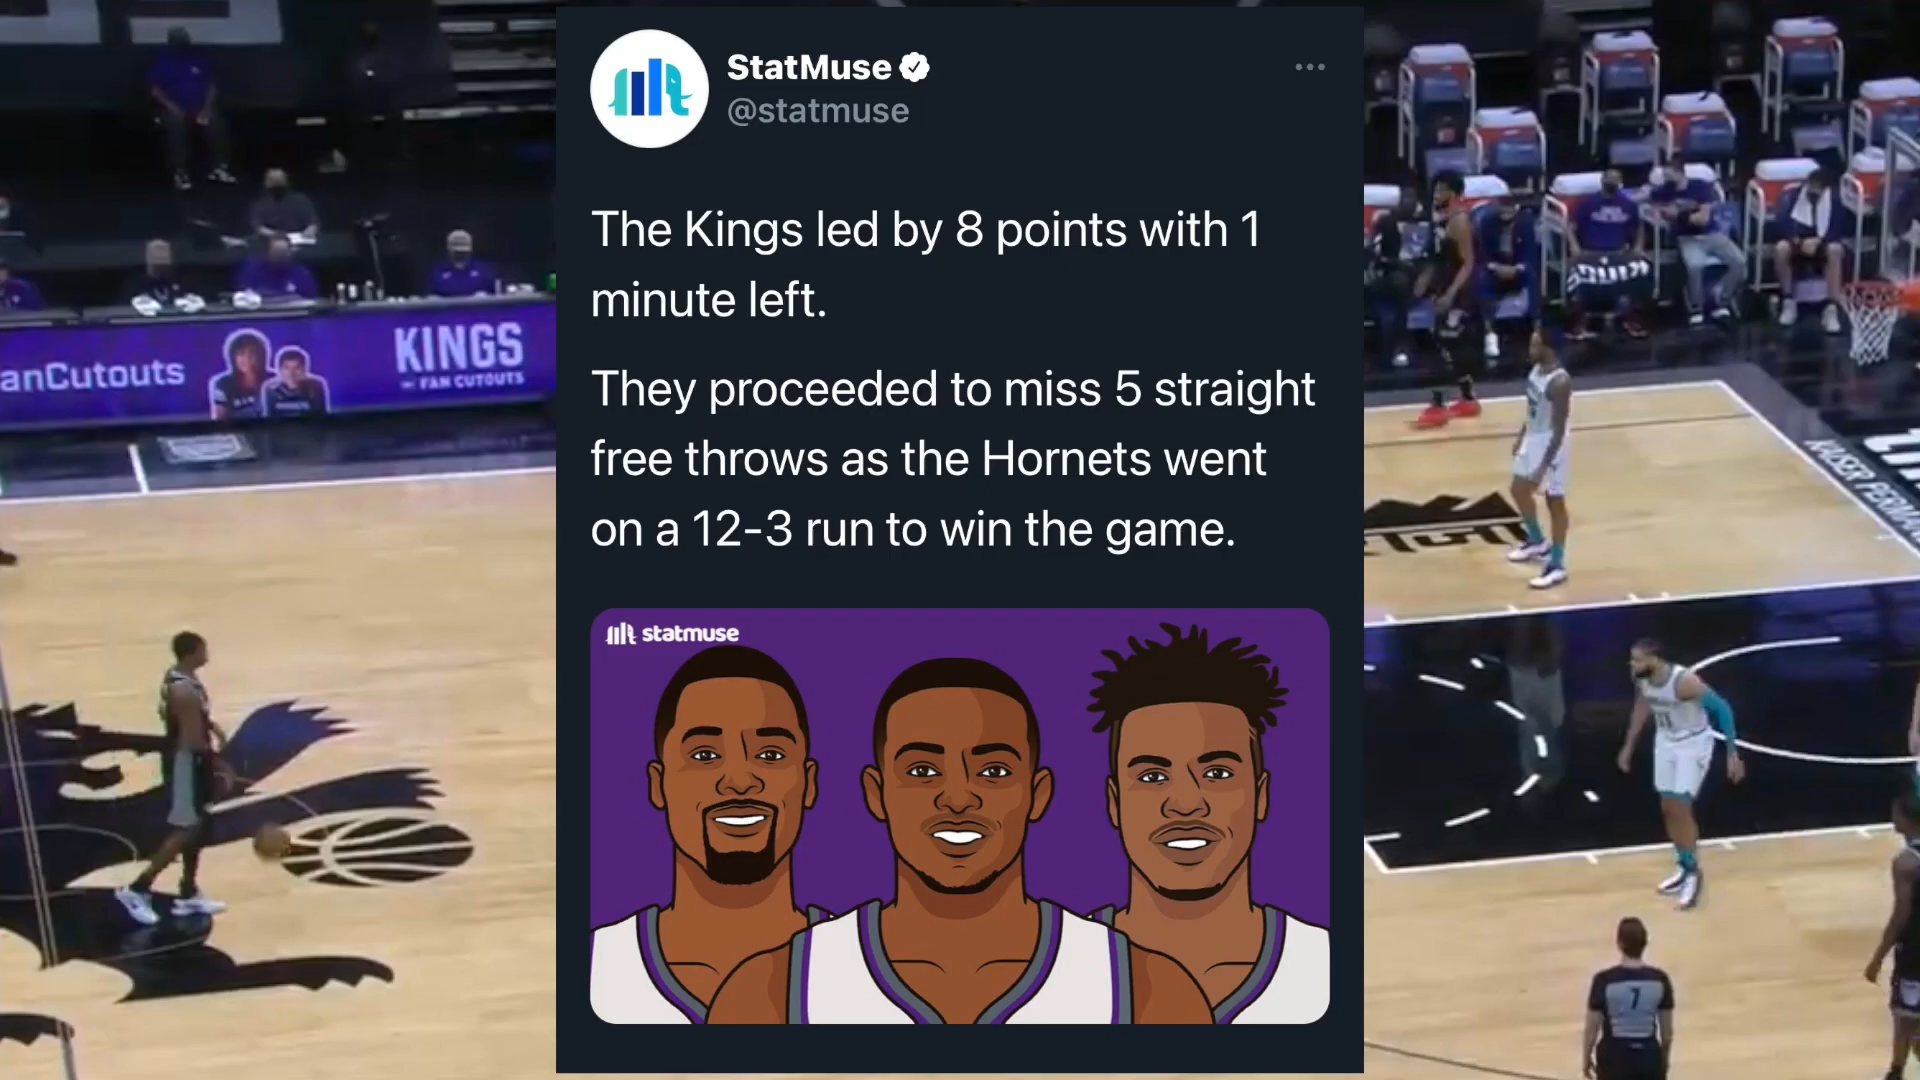 StatMuse
@statmuse
The Kings led by 8 points with 1
minute left.
They proceeded to miss 5 straight
free throws as the Hornets went
on a 12-3 run to win the game.
statmuse
anCutouts
KINGS
FAN CUTOUTS
7